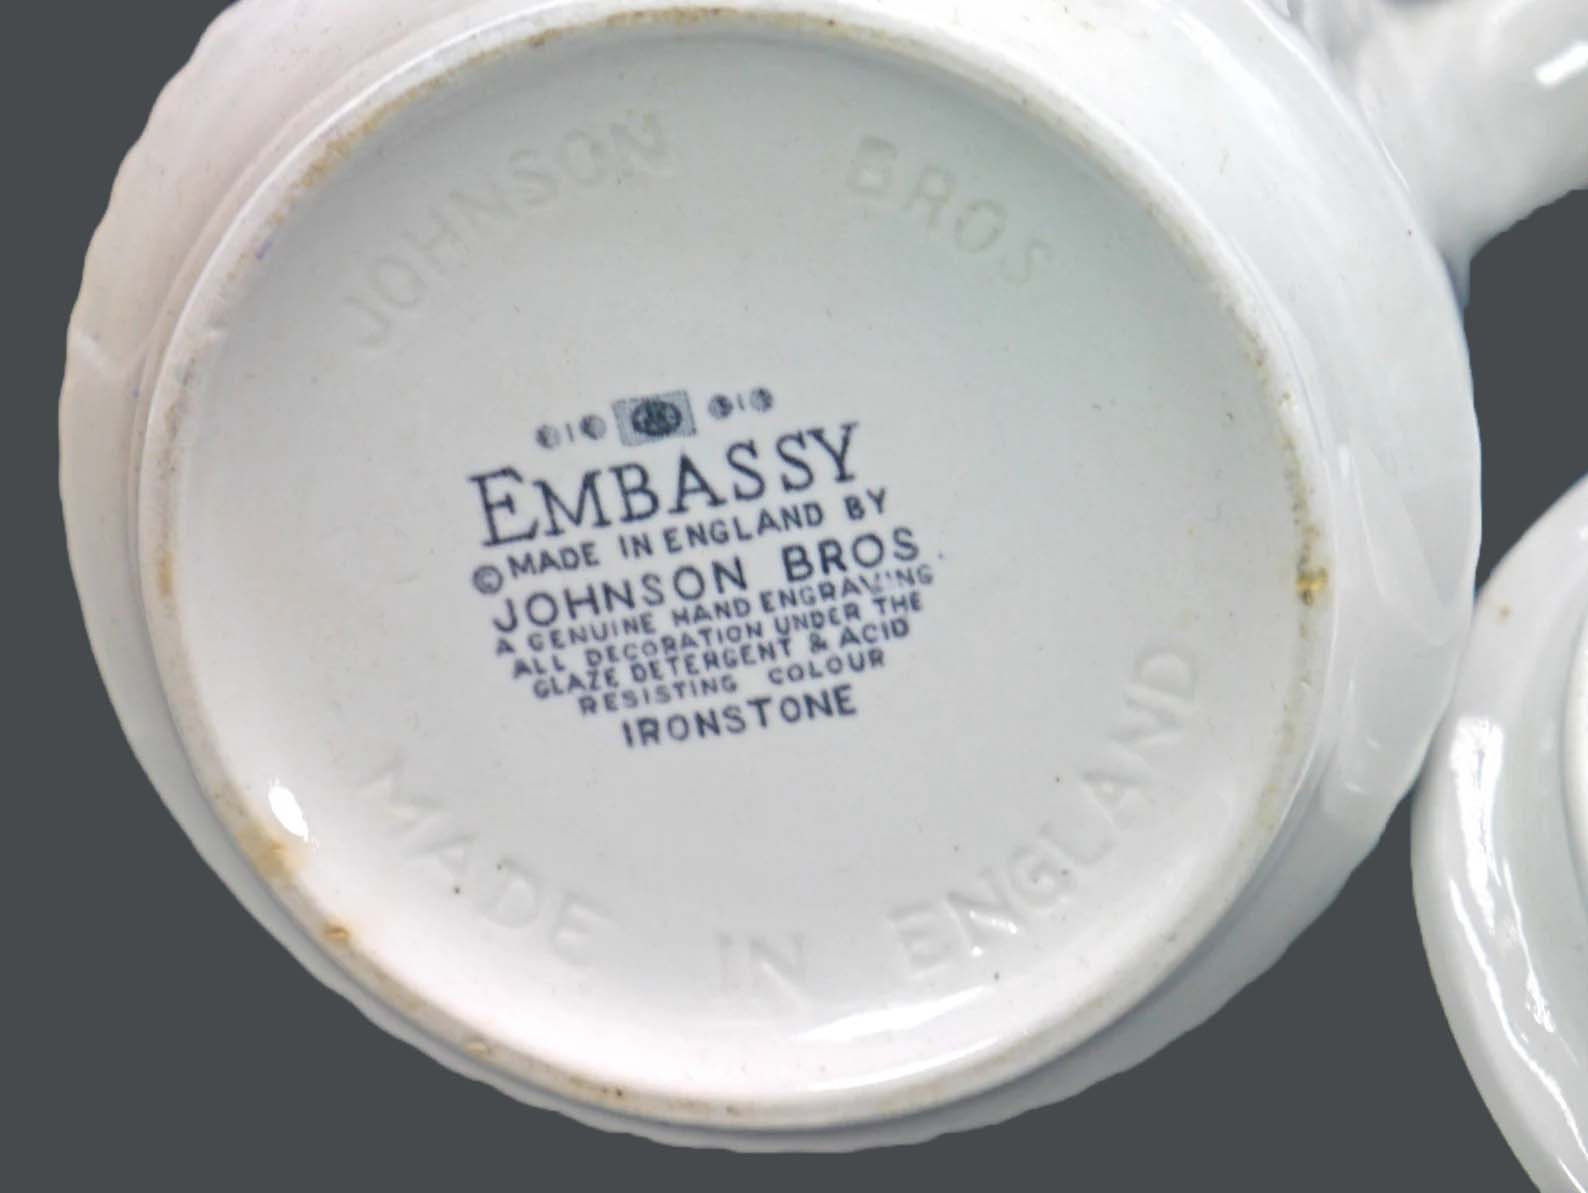 JOHNSON BROS
EMBASSY
© MADE IN ENGLAND BY
JOHNSON BROS
A GENUINE HAND ENGRAVING
ALL DECORATION UNDER THE
GLAZE DETERGENT & ACID
RESISTING COLOUR
IRONSTONE
MADE IN ENGLAND